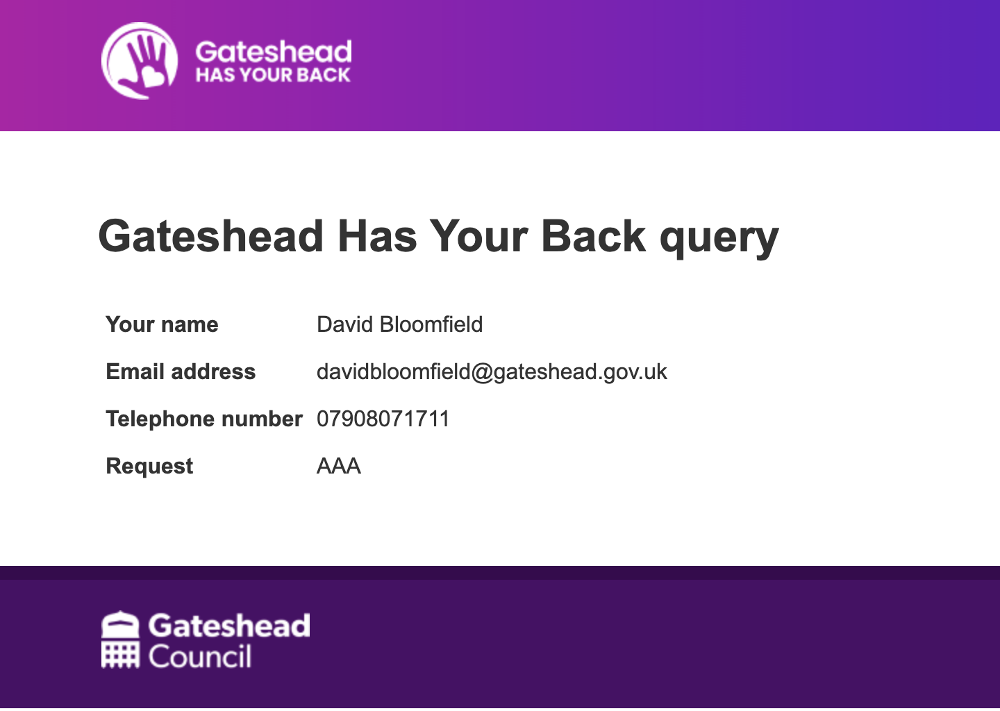 Gateshead
HAS YOUR BACK
Gateshead Has Your Back query
Your name David Bloomfield
Email address davidbloomfield@gateshead.gov.uk
Telephone number 07908071711
Request AAA
Gateshead
Council